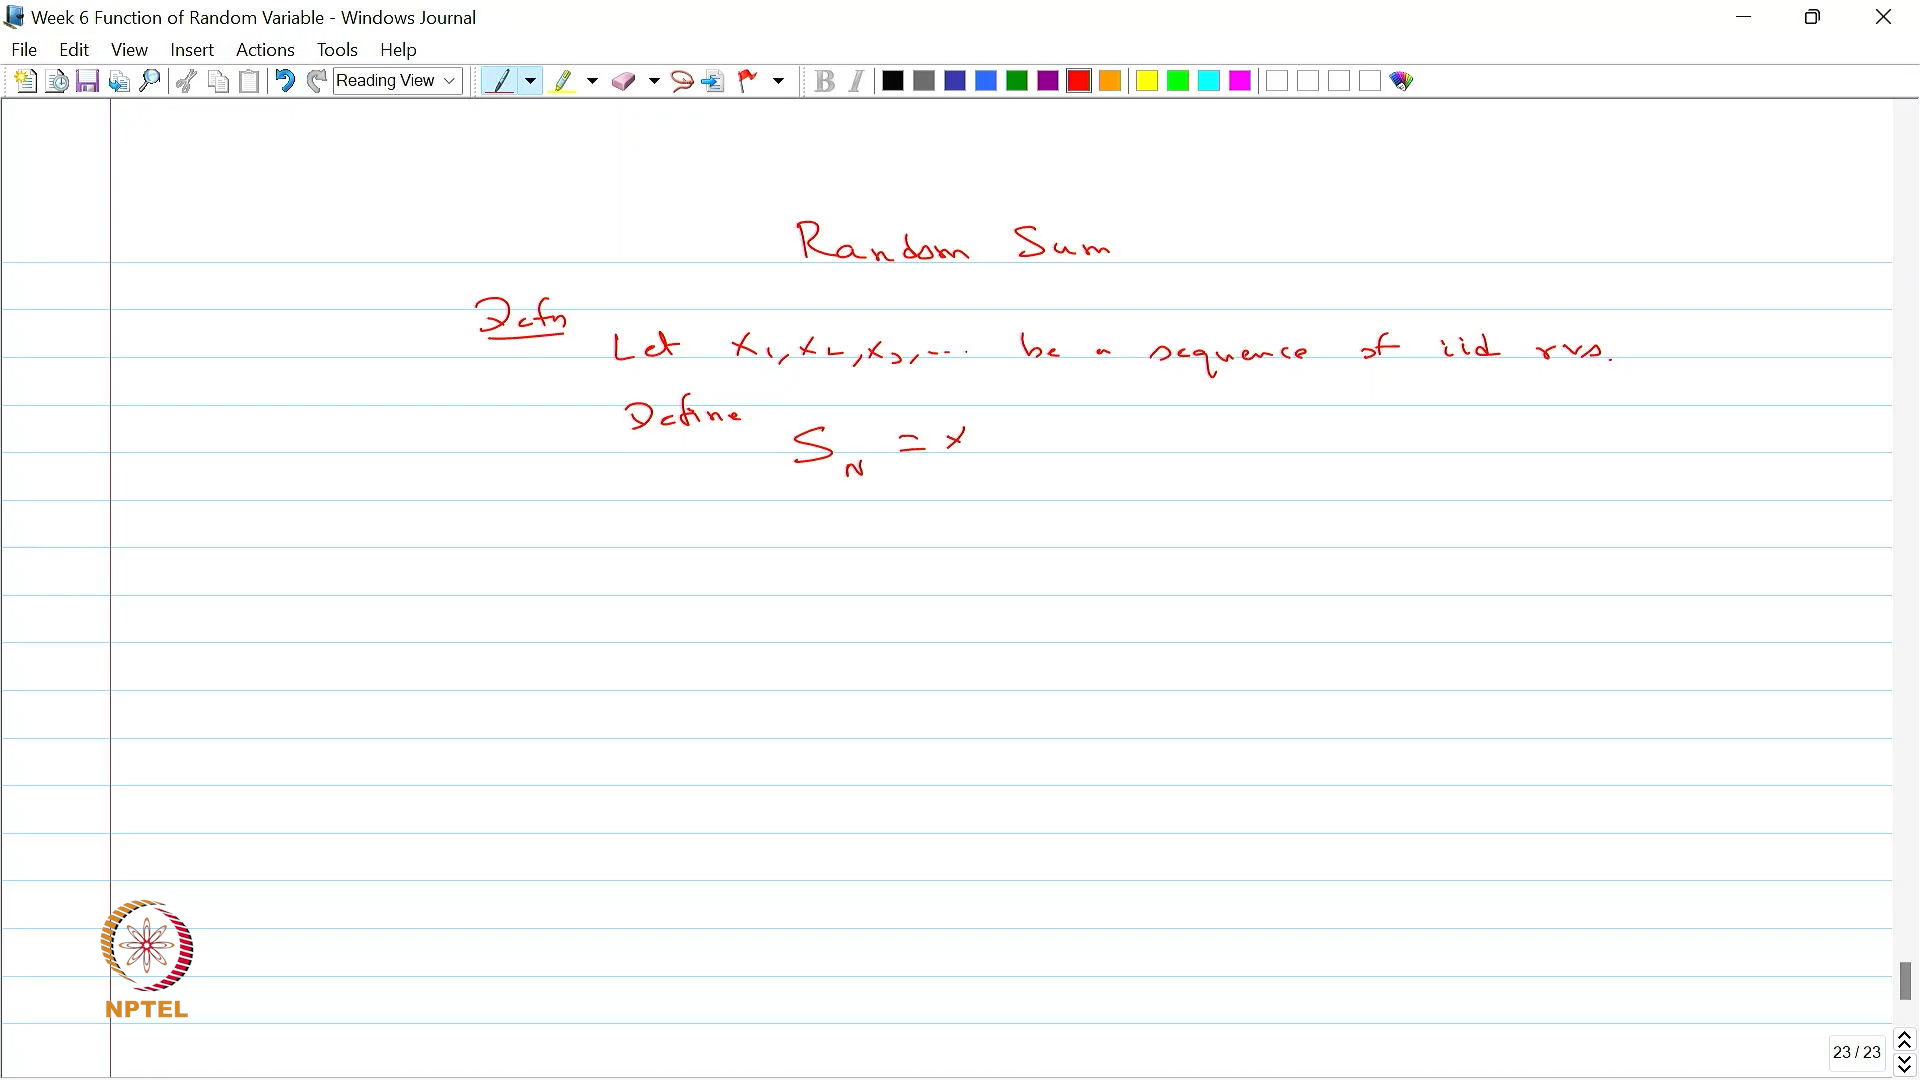 Week 6 Function of Random Variable - Windows Journal
File Edit View Insert Actions Tools Help
Reading View B I
Random Sum
Defn
Let X1, X2, X3, ... be a sequence of iid rvs.
Define
S_N = X
NPTEL
23 / 23